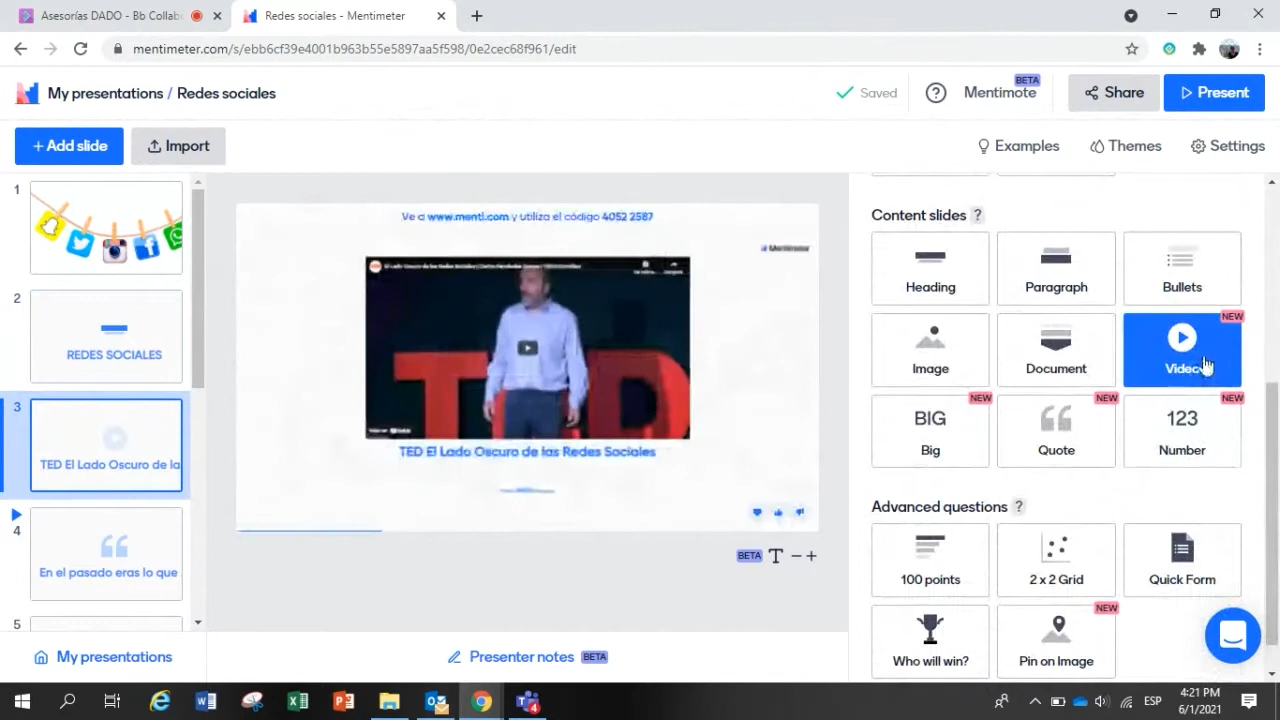 Asesorías DADO - Bb Collab
Redes sociales - Mentimeter
mentimeter.com/s/ebb6cf39e4001b963b55e5897aa5f598/0e2cec68f961/edit
My presentations / Redes sociales
Saved
Mentimote
BETA
Share
Present
+ Add slide
Import
Examples
Themes
Settings
1
2
REDES SOCIALES
3
TED El Lado Oscuro de la
4
En el pasado eras lo que
5
Ve a www.menti.com y utiliza el código 4052 2587
Mentimeter
TED
TED El Lado Oscuro de las Redes Sociales
BETA
T
Content slides ?
Heading
Paragraph
Bullets
Image
Document
NEW
Video
NEW
BIG
Big
NEW
Quote
NEW
123
Number
Advanced questions ?
100 points
2 x 2 Grid
Quick Form
Who will win?
NEW
Pin on Image
My presentations
Presenter notes BETA
ESP
4:21 PM
6/1/2021